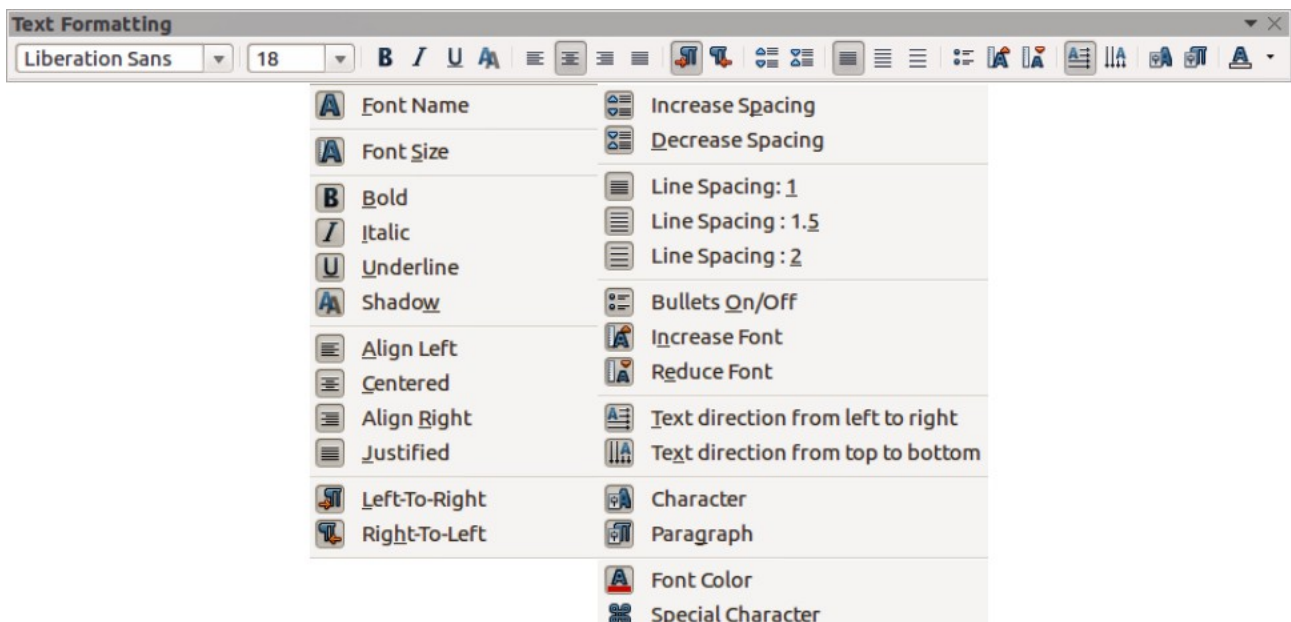 Text Formatting
Liberation Sans 18
Font Name
Font Size
Bold
Italic
Underline
Shadow
Align Left
Centered
Align Right
Justified
Left-To-Right
Right-To-Left
Increase Spacing
Decrease Spacing
Line Spacing: 1
Line Spacing : 1.5
Line Spacing : 2
Bullets On/Off
Increase Font
Reduce Font
Text direction from left to right
Text direction from top to bottom
Character
Paragraph
Font Color
Special Character